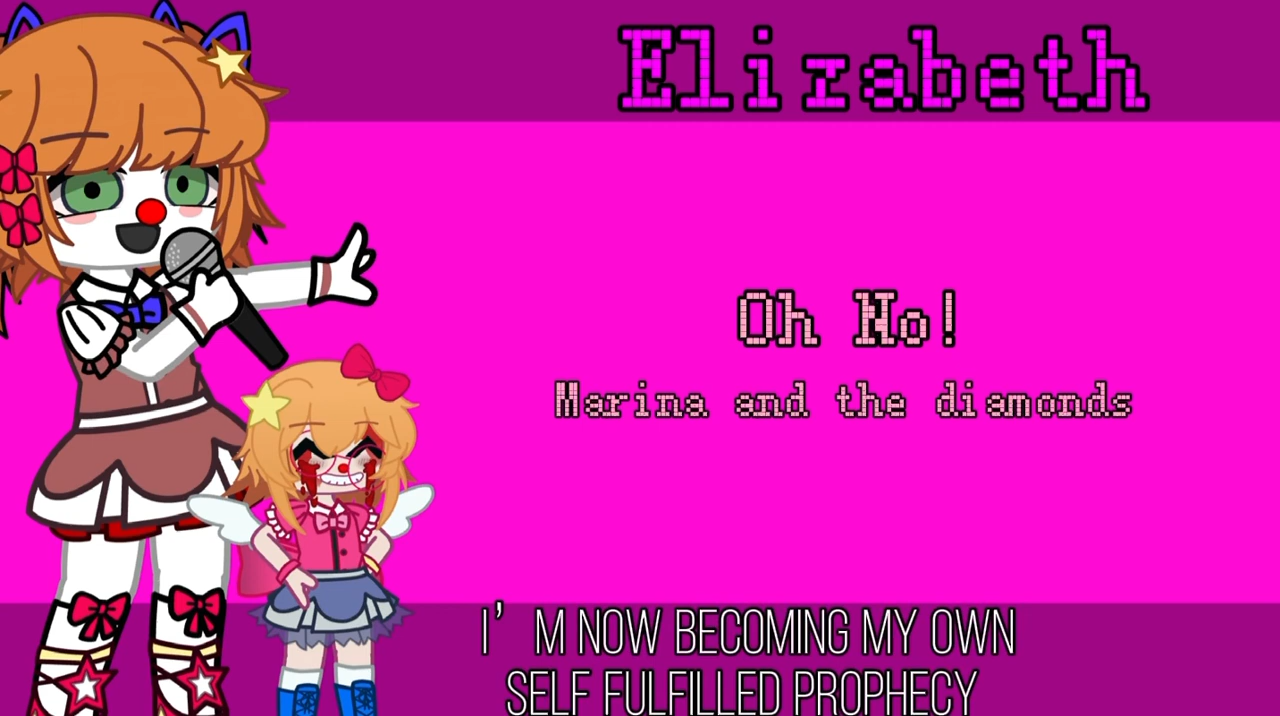 Elizabeth
Oh No!
Marina and the diamonds
I'M NOW BECOMING MY OWN
SELF FULFILLED PROPHECY